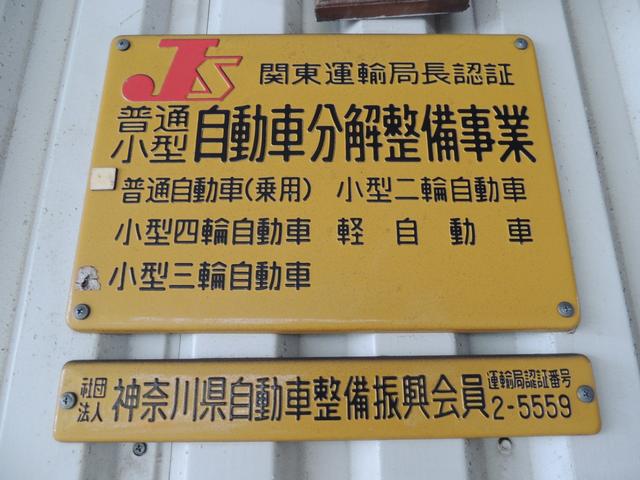 JS 関東運輸局長認証
普通小型 自動車分解整備事業
普通自動車(乗用) 小型二輪自動車
小型四輪自動車 軽自動車
小型三輪自動車
社団法人 神奈川県自動車整備振興会員 運輸局認証番号 2-5559